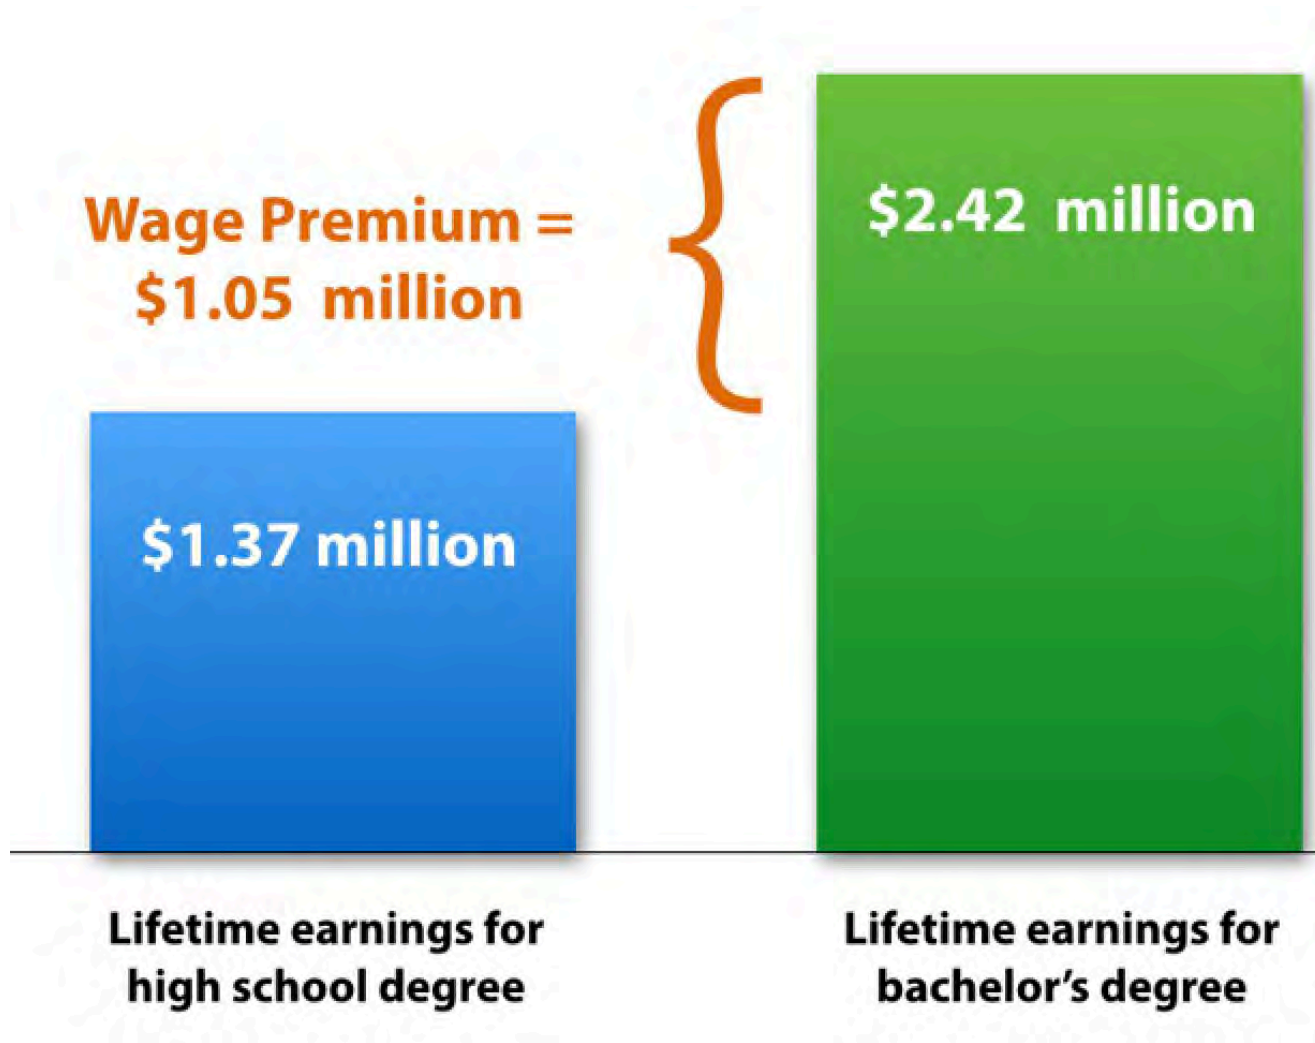 Wage Premium =
$1.05 million
$2.42 million
$1.37 million
Lifetime earnings for
high school degree
Lifetime earnings for
bachelor's degree